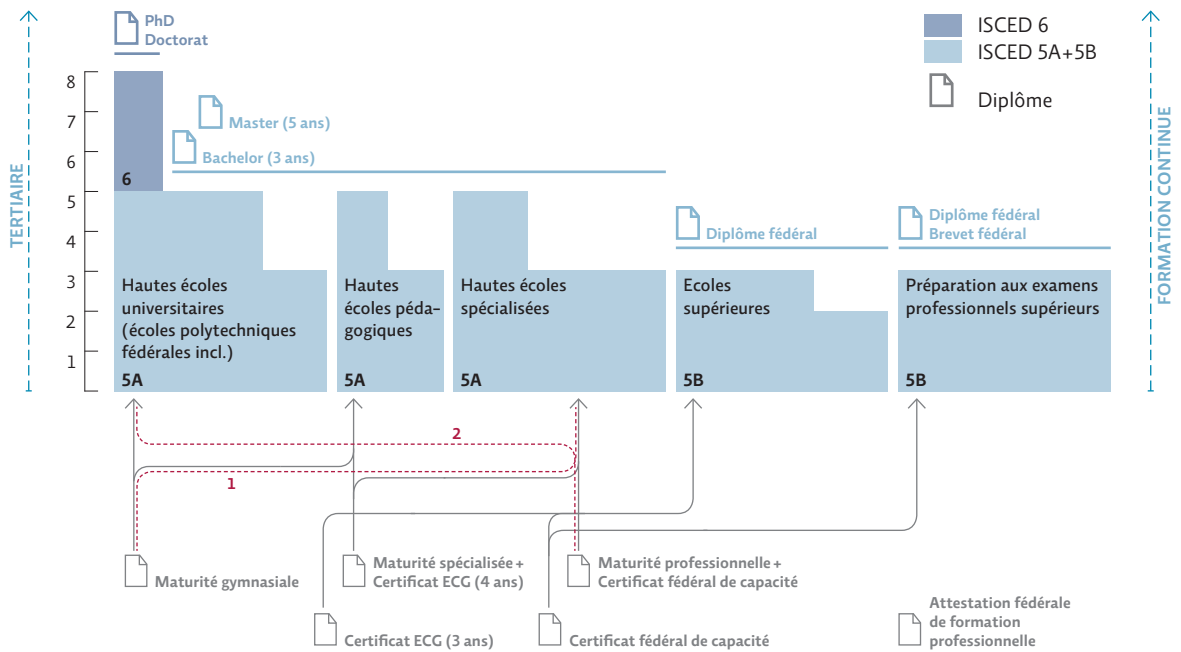 PhD
Doctorat
ISCED 6
ISCED 5A+5B
Diplôme
TERTIAIRE
FORMATION CONTINUE
8
7
6
5
4
3
2
1
Master (5 ans)
Bachelor (3 ans)
6
Diplôme fédéral
Diplôme fédéral
Brevet fédéral
Hautes écoles
universitaires
(écoles polytechniques
fédérales incl.)
5A
Hautes
écoles péda-
gogiques
5A
Hautes écoles
spécialisées
5A
Ecoles
supérieures
5B
Préparation aux examens
professionnels supérieurs
5B
2
1
Maturité gymnasiale
Maturité spécialisée +
Certificat ECG (4 ans)
Maturité professionnelle +
Certificat fédéral de capacité
Certificat ECG (3 ans)
Certificat fédéral de capacité
Attestation fédérale
de formation
professionnelle